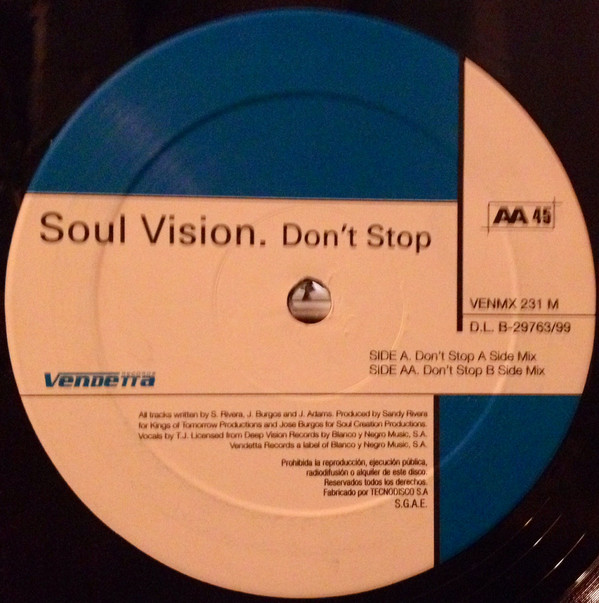 Soul Vision. Don't Stop
AA 45
VENMX 231 M
D.L. B-29763/99
SIDE A. Don't Stop A Side Mix
SIDE AA. Don't Stop B Side Mix
VENDETTA
RECORDS
All tracks written by S. Rivera, J. Burgos and J. Adams. Produced by Sandy Rivera
for Kings of Tomorrow Productions and Jose Burgos for Soul Creation Productions.
Vocals by T.J. Licensed from Deep Vision Records by Blanco y Negro Music, S.A.
Vendetta Records a label of Blanco y Negro Music, S.A.
Prohibida la reproducción, ejecución pública,
radiodifusión o alquiler de este disco.
Reservados todos los derechos.
Fabricado por TECNODISCO S.A
S.G.A.E.